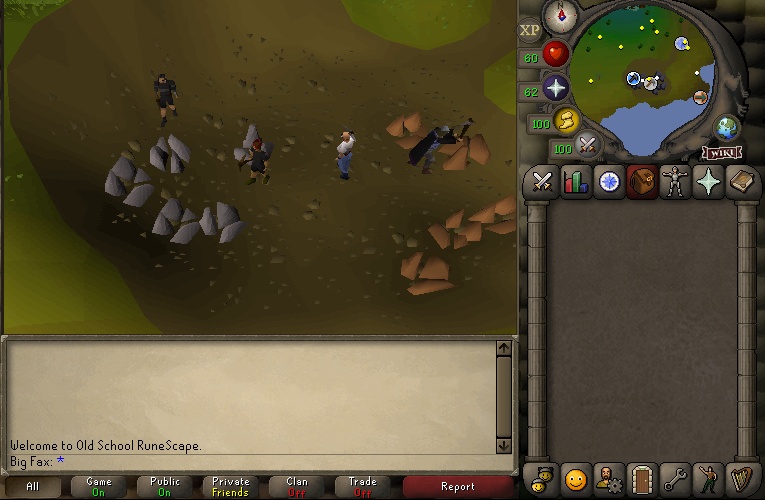 N
XP
60
62
100
100
WIKI
Welcome to Old School RuneScape.
Big Fax: *
All
Game
On
Public
On
Private
Friends
Clan
Off
Trade
Off
Report